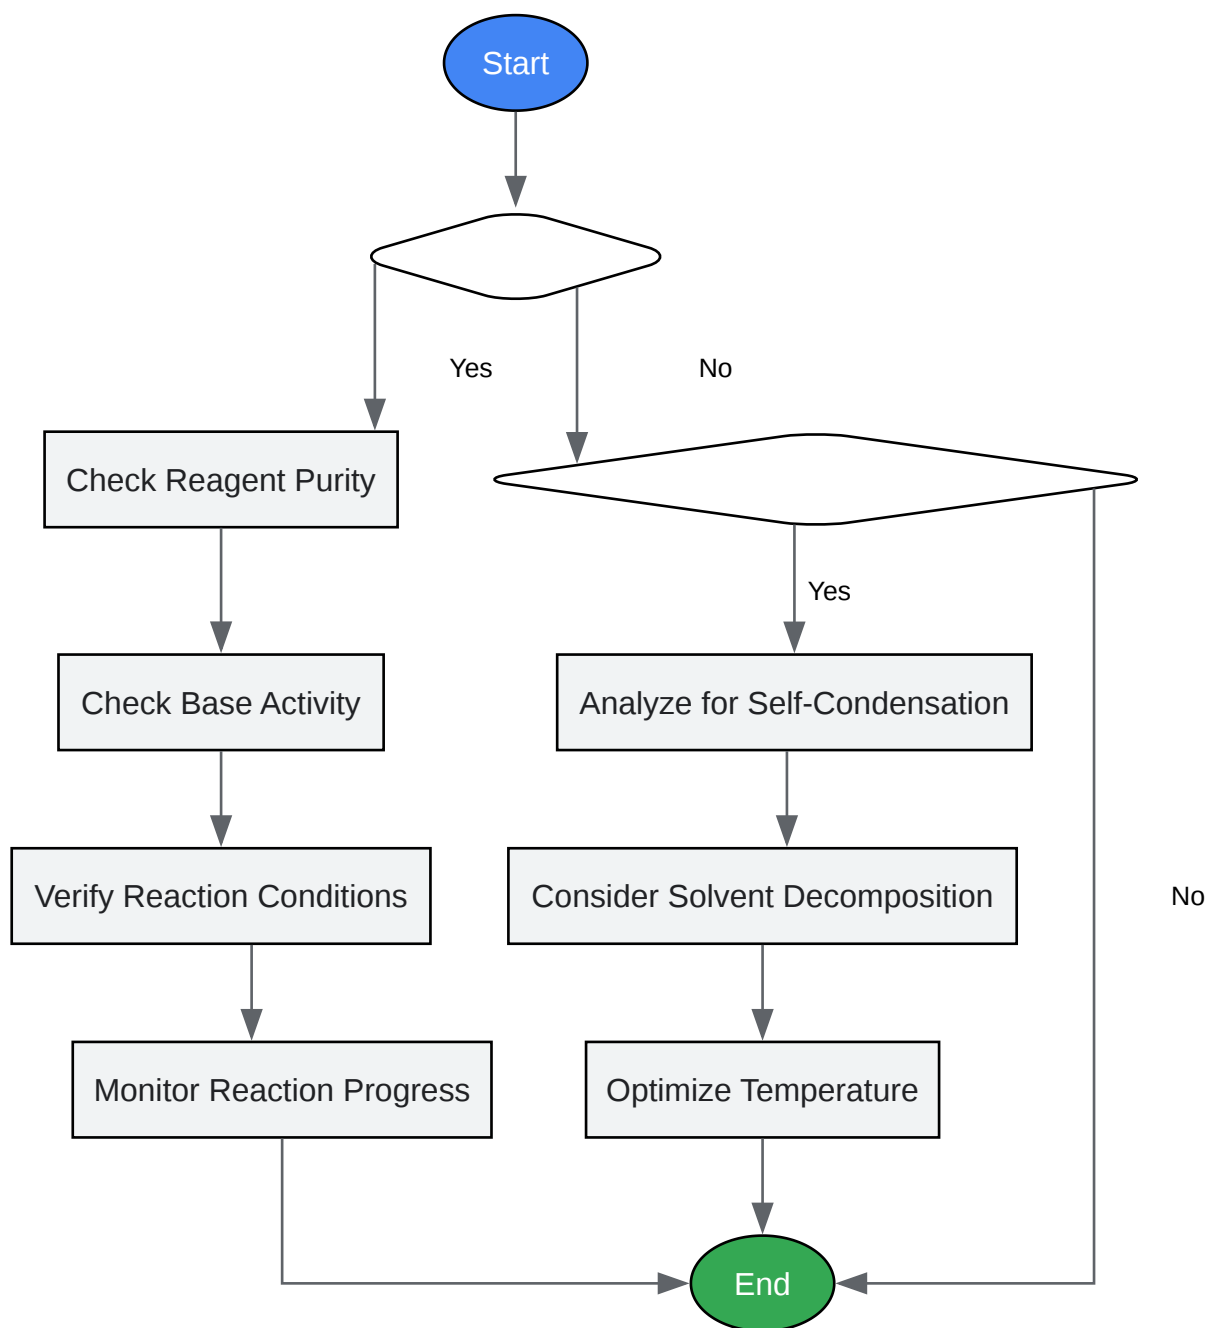 Start
Yes
No
Check Reagent Purity
Yes
Check Base Activity
Analyze for Self-Condensation
Verify Reaction Conditions
Consider Solvent Decomposition
No
Monitor Reaction Progress
Optimize Temperature
End